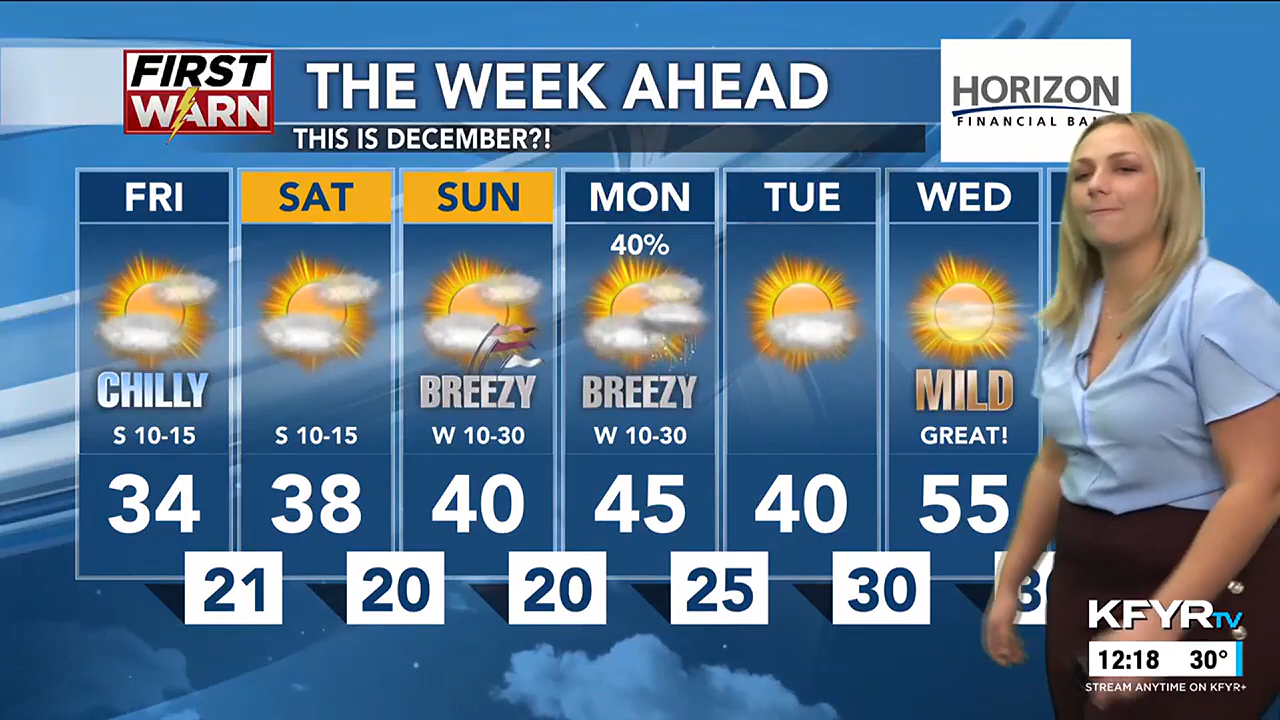 FIRST
WARN
THE WEEK AHEAD
THIS IS DECEMBER?!
HORIZON
FINANCIAL
FRI
SAT
SUN
MON
TUE
WED
40%
CHILLY
BREEZY
BREEZY
MILD
S 10-15
S 10-15
W 10-30
W 10-30
GREAT!
34
38
40
45
40
55
21
20
20
25
30
KFYRTV
12:18 30°
STREAM ANYTIME ON KFYR+